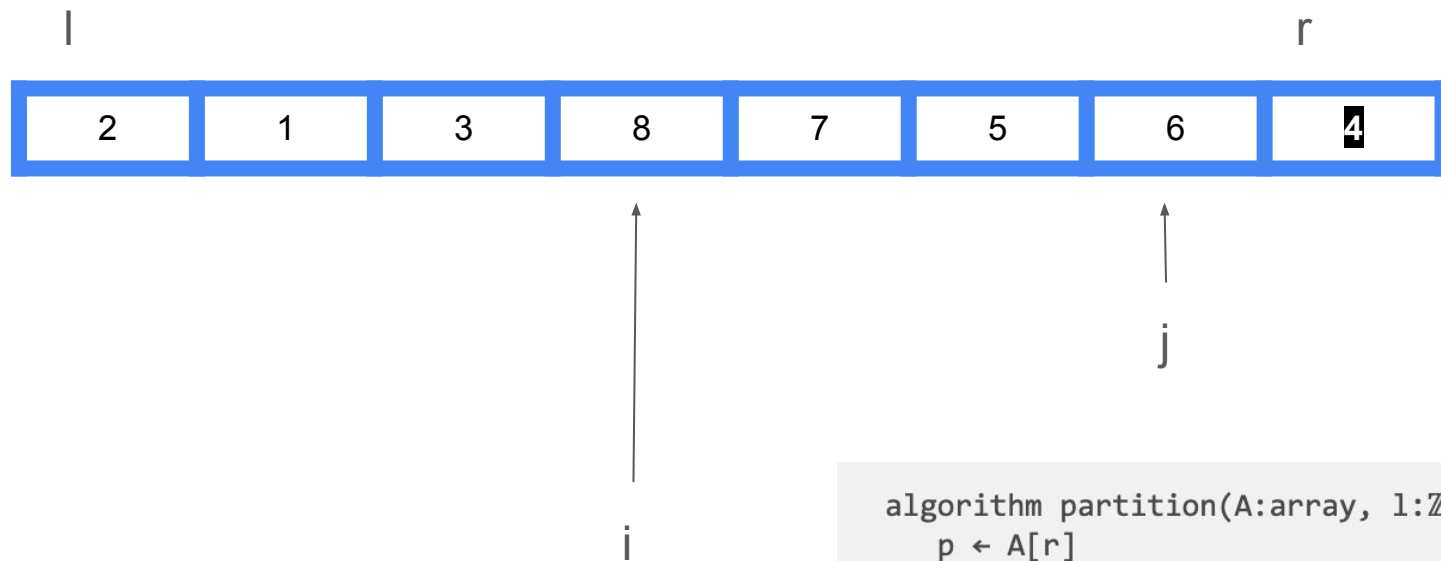 l r
2 1 3 8 7 5 6 4
j
i
algorithm partition(A:array, l:ℤ
p ← A[r]